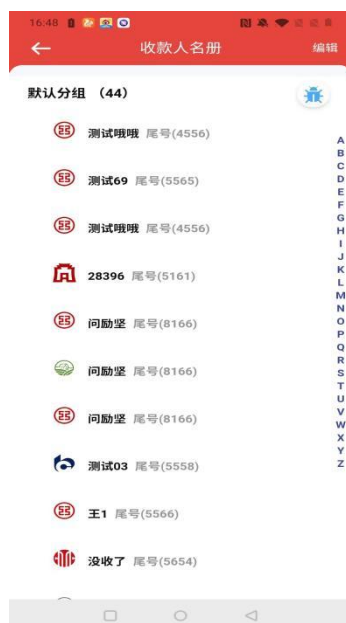 16:48
收款人名册
编辑
默认分组 （44）
测试哦哦 尾号(4556)
测试69 尾号(5565)
测试哦哦 尾号(4556)
28396 尾号(5161)
问励坚 尾号(8166)
问励坚 尾号(8166)
问励坚 尾号(8166)
测试03 尾号(5558)
王1 尾号(5566)
没收了 尾号(5654)
A
B
C
D
E
F
G
H
I
J
K
L
M
N
O
P
Q
R
S
T
U
V
W
X
Y
Z